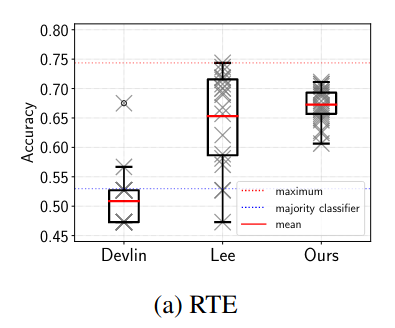 0.80
0.75
0.70
0.65
0.60
0.55
0.50
0.45
Accuracy
maximum
majority classifier
mean
Devlin Lee Ours
(a) RTE